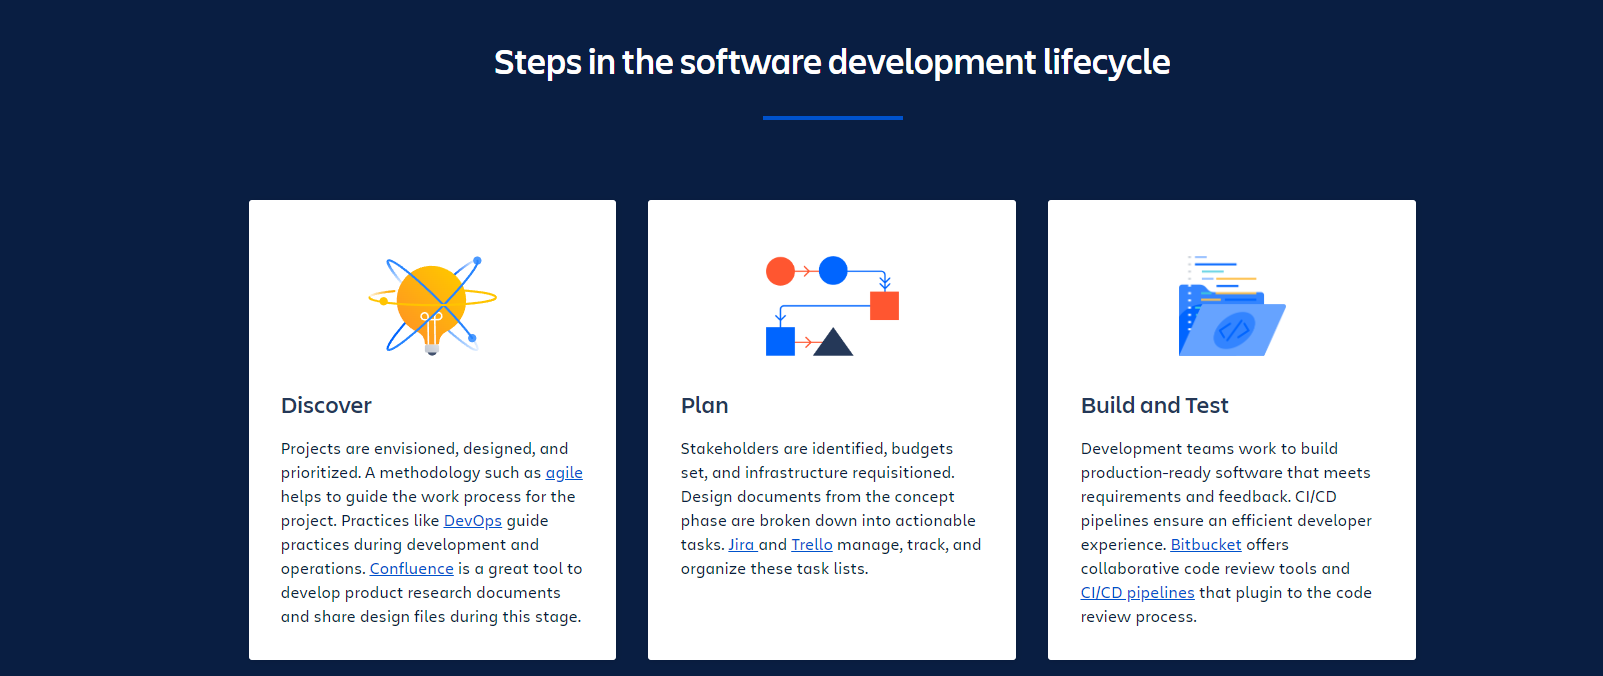 Steps in the software development lifecycle
Discover
Projects are envisioned, designed, and
prioritized. A methodology such as agile
helps to guide the work process for the
project. Practices like DevOps guide
practices during development and
operations. Confluence is a great tool to
develop product research documents
and share design files during this stage.
Plan
Stakeholders are identified, budgets
set, and infrastructure requisitioned.
Design documents from the concept
phase are broken down into actionable
tasks. Jira and Trello manage, track, and
organize these task lists.
Build and Test
Development teams work to build
production-ready software that meets
requirements and feedback. CI/CD
pipelines ensure an efficient developer
experience. Bitbucket offers
collaborative code review tools and
CI/CD pipelines that plugin to the code
review process.